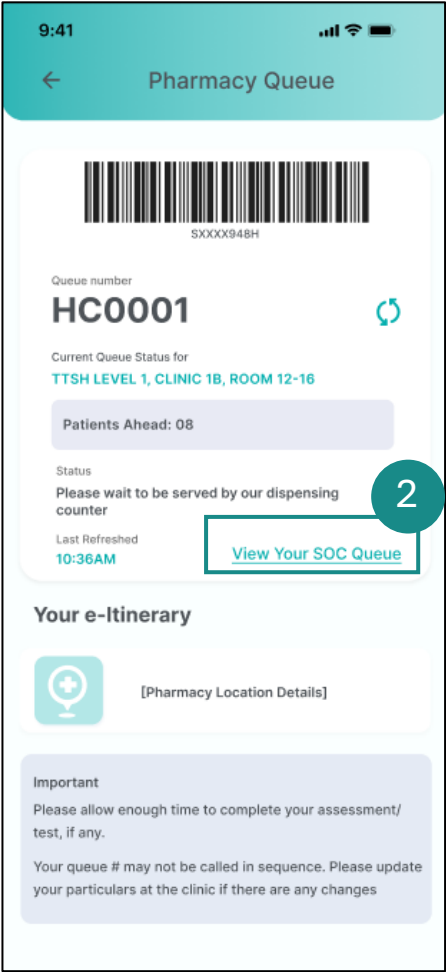 9:41
Pharmacy Queue
SXXXX948H
Queue number
HC0001
Current Queue Status for
TTSH LEVEL 1, CLINIC 1B, ROOM 12-16
Patients Ahead: 08
Status
Please wait to be served by our dispensing
counter
2
Last Refreshed
10:36AM
View Your SOC Queue
Your e-Itinerary
[Pharmacy Location Details]
Important
Please allow enough time to complete your assessment/
test, if any.
Your queue # may not be called in sequence. Please update
your particulars at the clinic if there are any changes